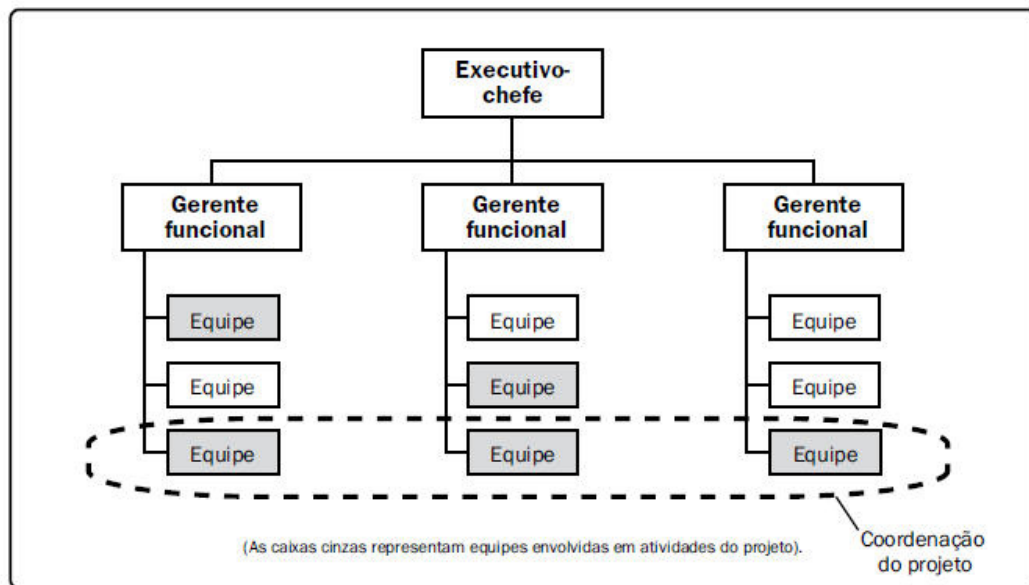 Executivo-
chefe
Gerente
funcional
Gerente
funcional
Gerente
funcional
Equipe
Equipe
Equipe
Equipe
Equipe
Equipe
Equipe
Equipe
Equipe
(As caixas cinzas representam equipes envolvidas em atividades do projeto).
Coordenação
do projeto